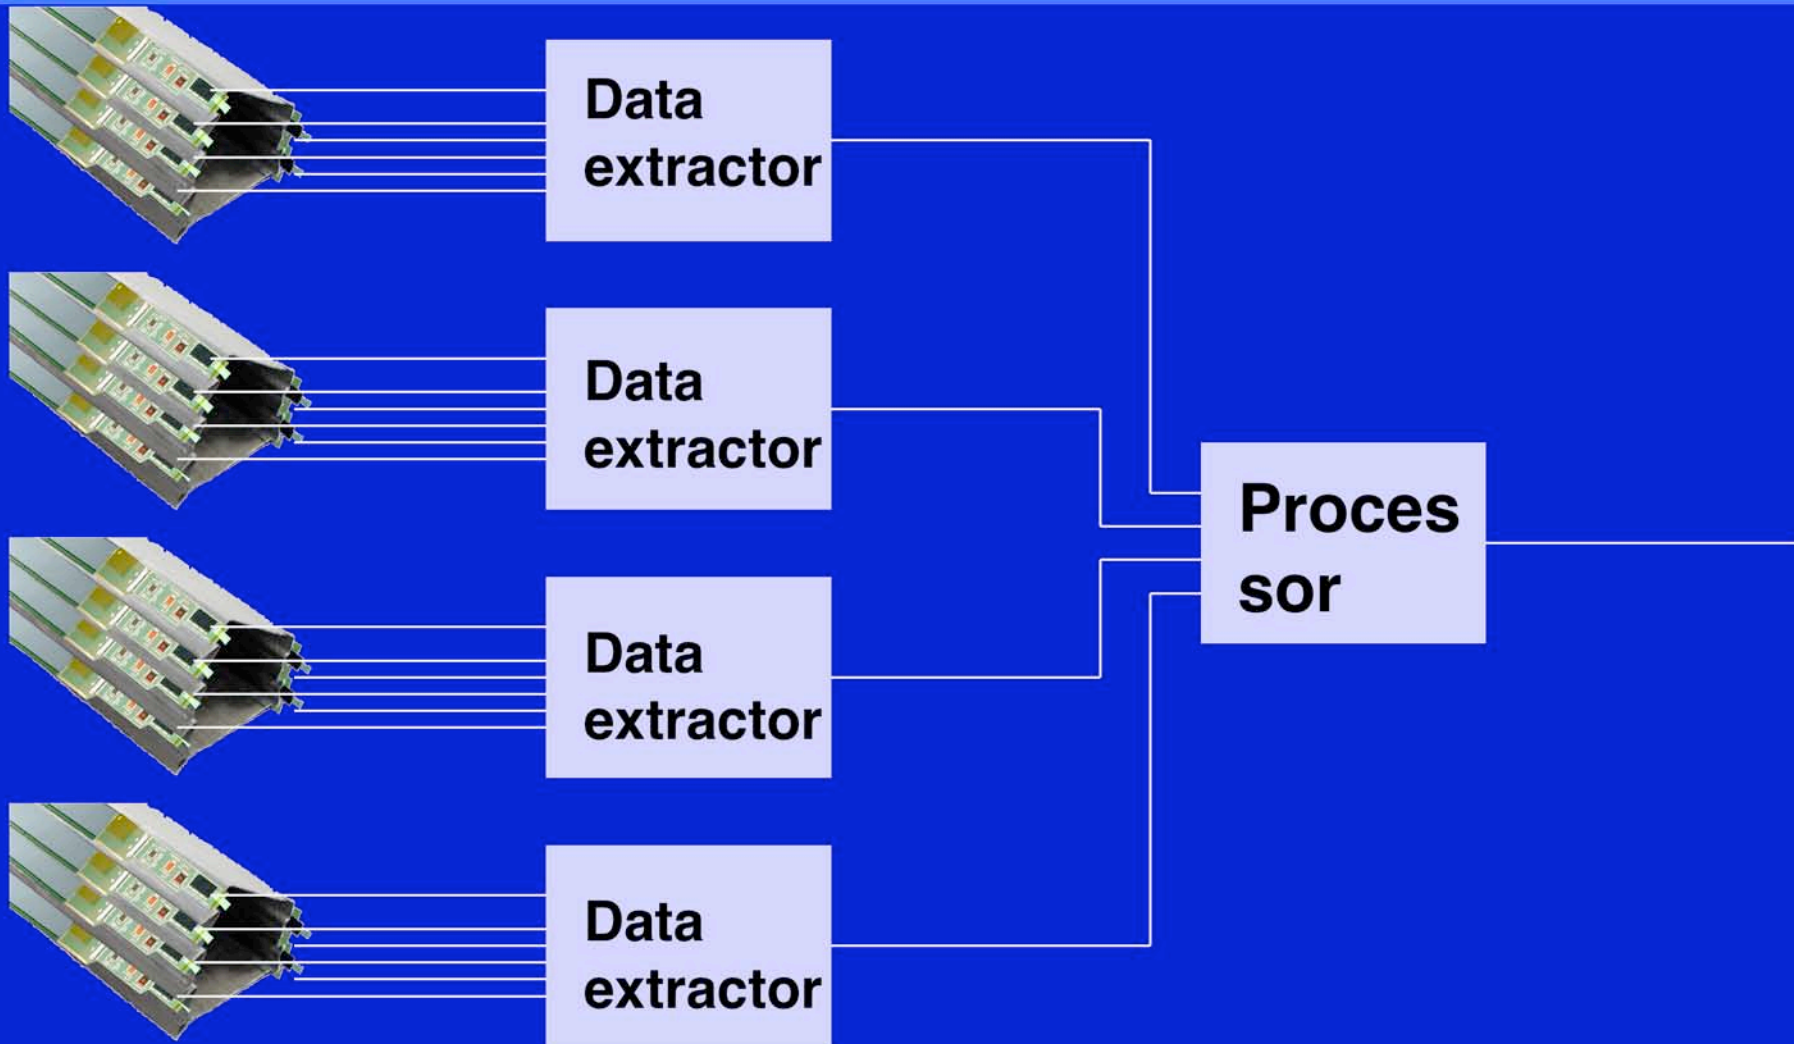 Data
extractor
Data
extractor
Proces
sor
Data
extractor
Data
extractor